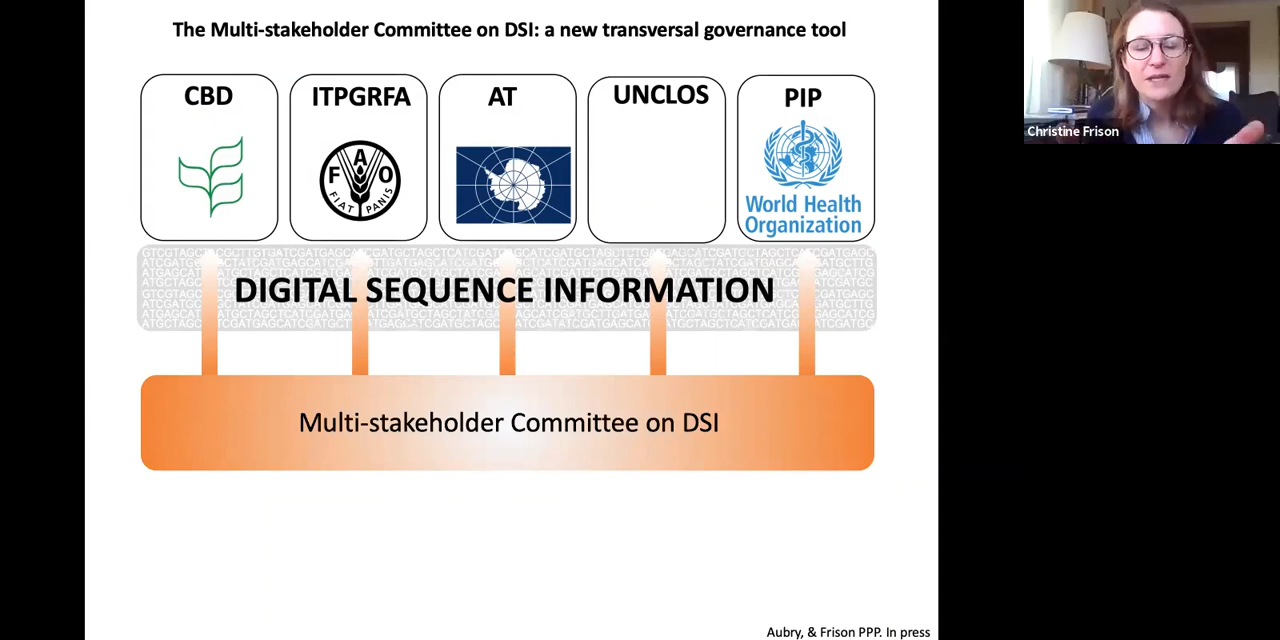 The Multi-stakeholder Committee on DSI: a new transversal governance tool
CBD
ITPGRFA
AT
UNCLOS
PIP
F A O
FIAT PANIS
World Health
Organization
DIGITAL SEQUENCE INFORMATION
Multi-stakeholder Committee on DSI
Aubry, & Frison PPP. In press
Christine Frison